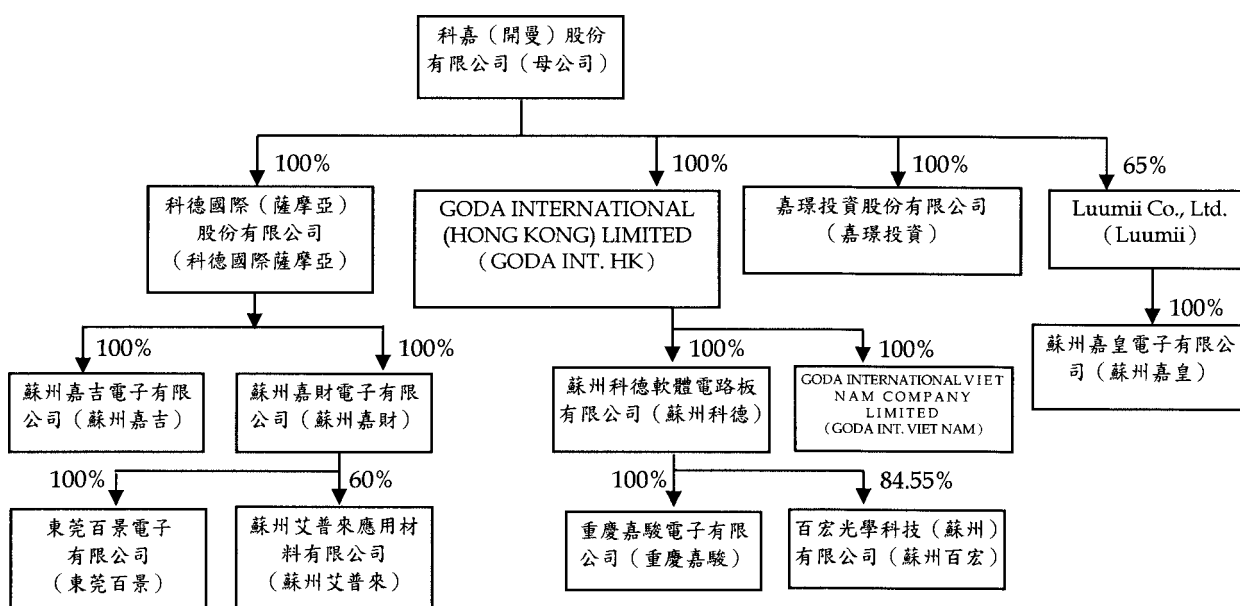 科嘉（開曼）股份
有限公司（母公司）
100%
100%
100%
65%
科德國際（薩摩亞）
股份有限公司
（科德國際薩摩亞）
GODA INTERNATIONAL
(HONG KONG) LIMITED
（GODA INT. HK）
嘉璟投資股份有限公司
（嘉璟投資）
Luumii Co., Ltd.
（Luumii）
100%
100%
100%
100%
100%
蘇州嘉吉電子有限
公司（蘇州嘉吉）
蘇州嘉財電子有限
公司（蘇州嘉財）
蘇州科德軟體電路板
有限公司（蘇州科德）
GODA INTERNATIONAL VIET
NAM COMPANY
LIMITED
（GODA INT. VIET NAM）
蘇州嘉皇電子有限公
司（蘇州嘉皇）
100%
60%
100%
84.55%
東莞百景電子
有限公司
（東莞百景）
蘇州艾普來應用材
料有限公司
（蘇州艾普來）
重慶嘉駿電子有限
公司（重慶嘉駿）
百宏光學科技（蘇州）
有限公司（蘇州百宏）